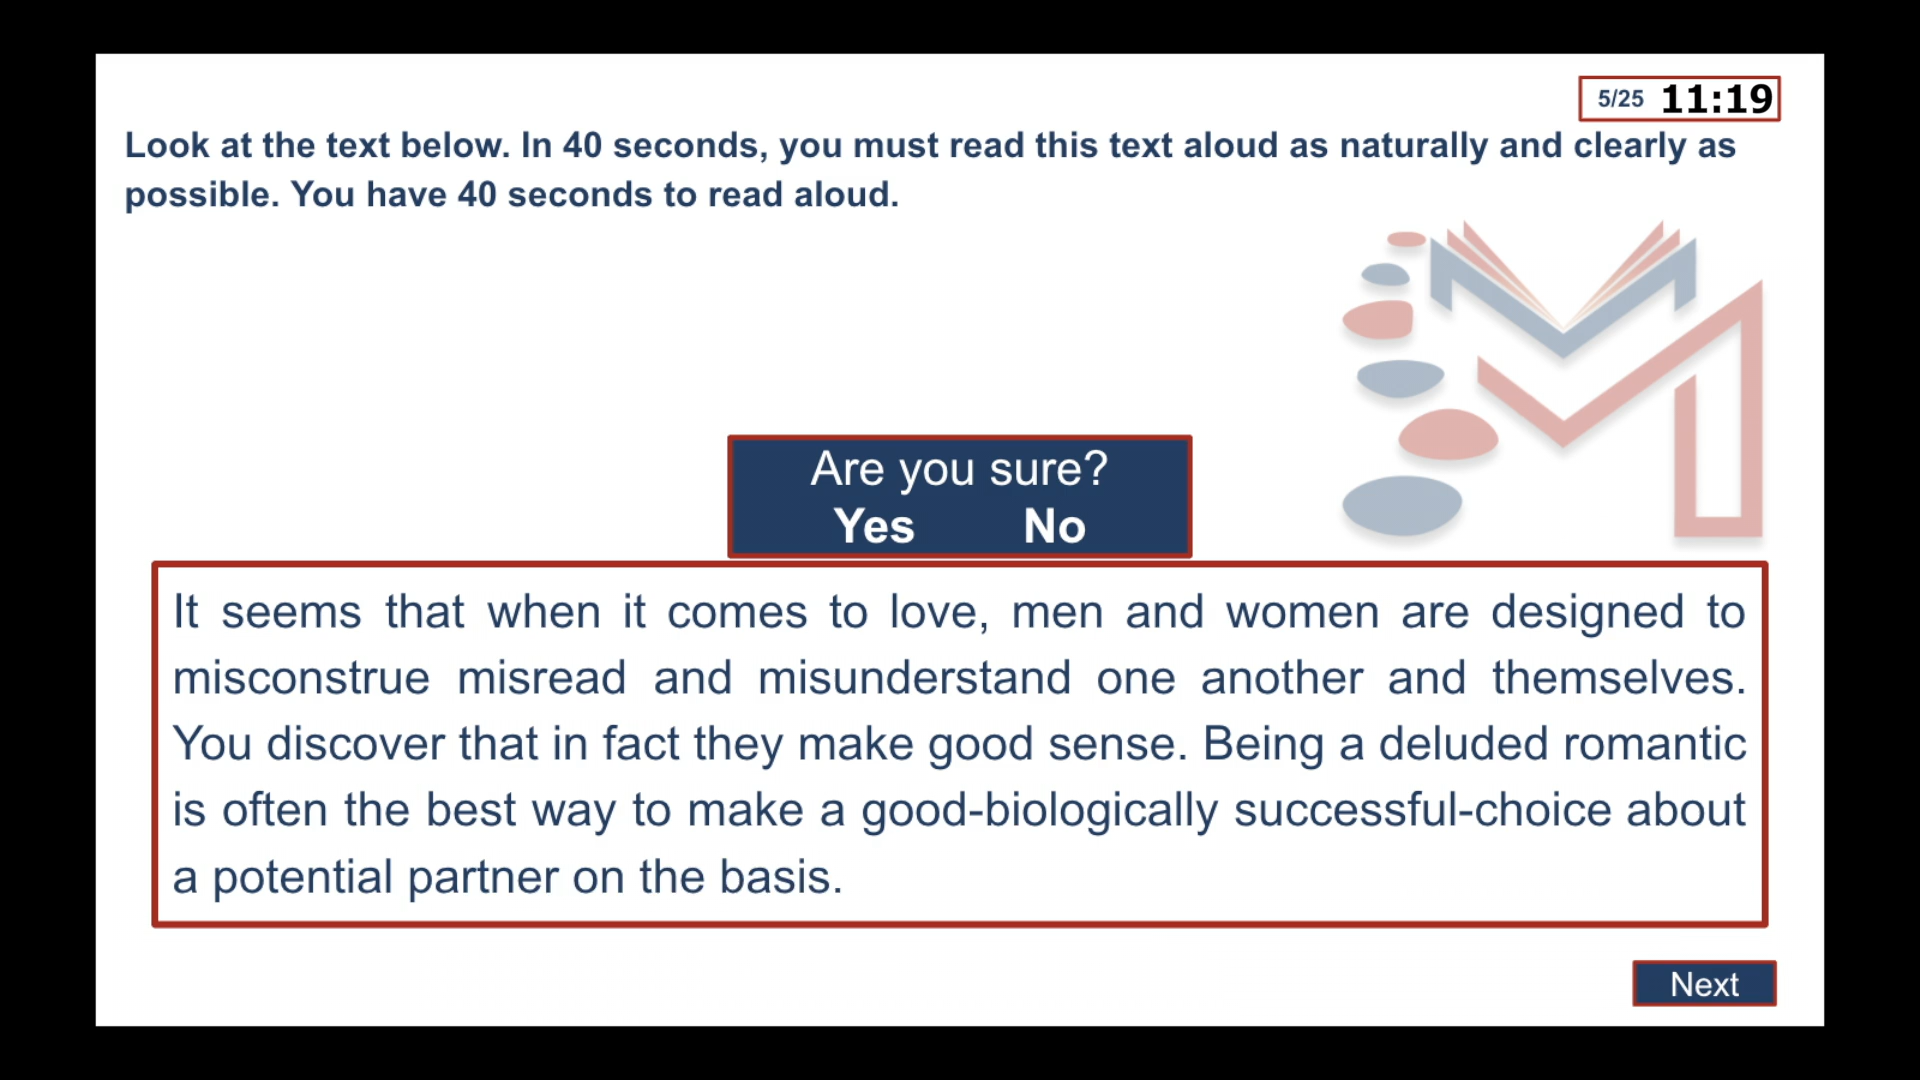 5/25 11:19
Look at the text below. In 40 seconds, you must read this text aloud as naturally and clearly as
possible. You have 40 seconds to read aloud.
Are you sure?
Yes No
It seems that when it comes to love, men and women are designed to
misconstrue misread and misunderstand one another and themselves.
You discover that in fact they make good sense. Being a deluded romantic
is often the best way to make a good-biologically successful-choice about
a potential partner on the basis.
Next